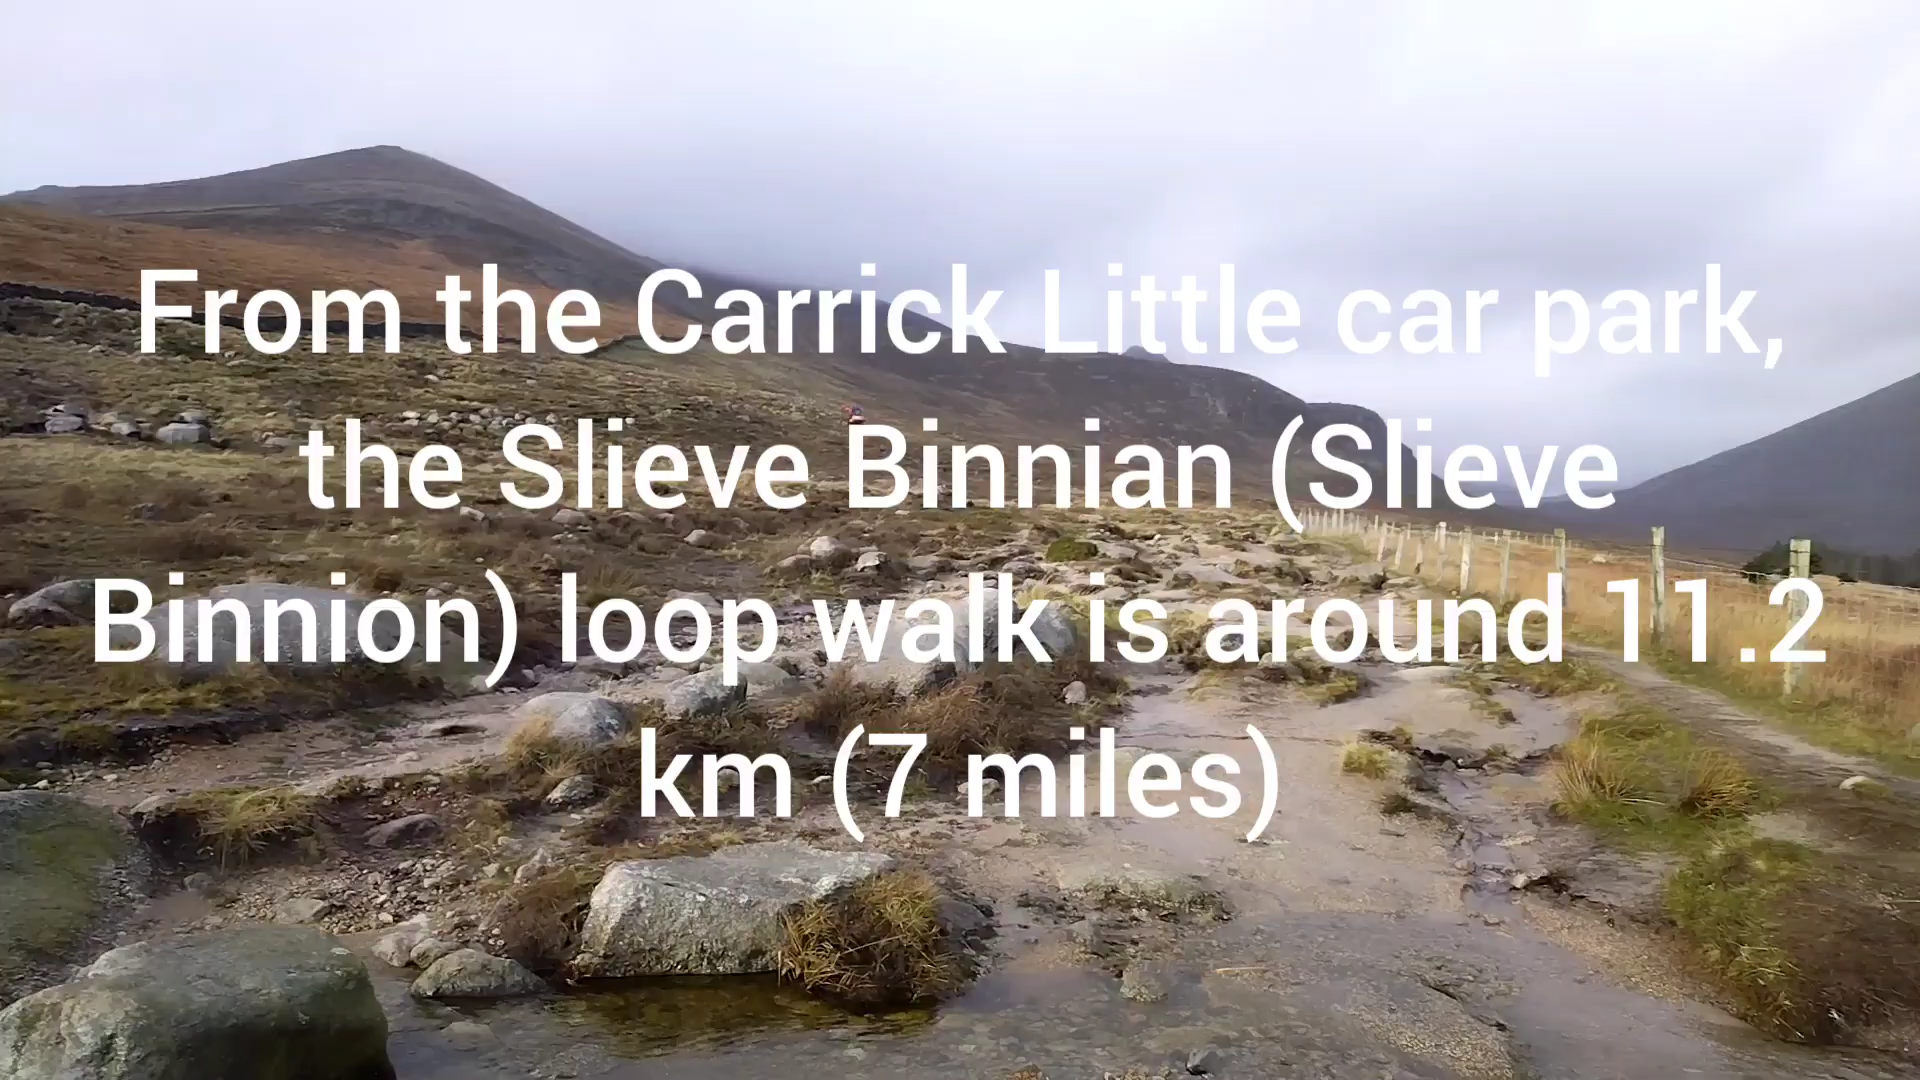 From the Carrick Little car park,
the Slieve Binnian (Slieve
Binnion) loop walk is around 11.2
km (7 miles)